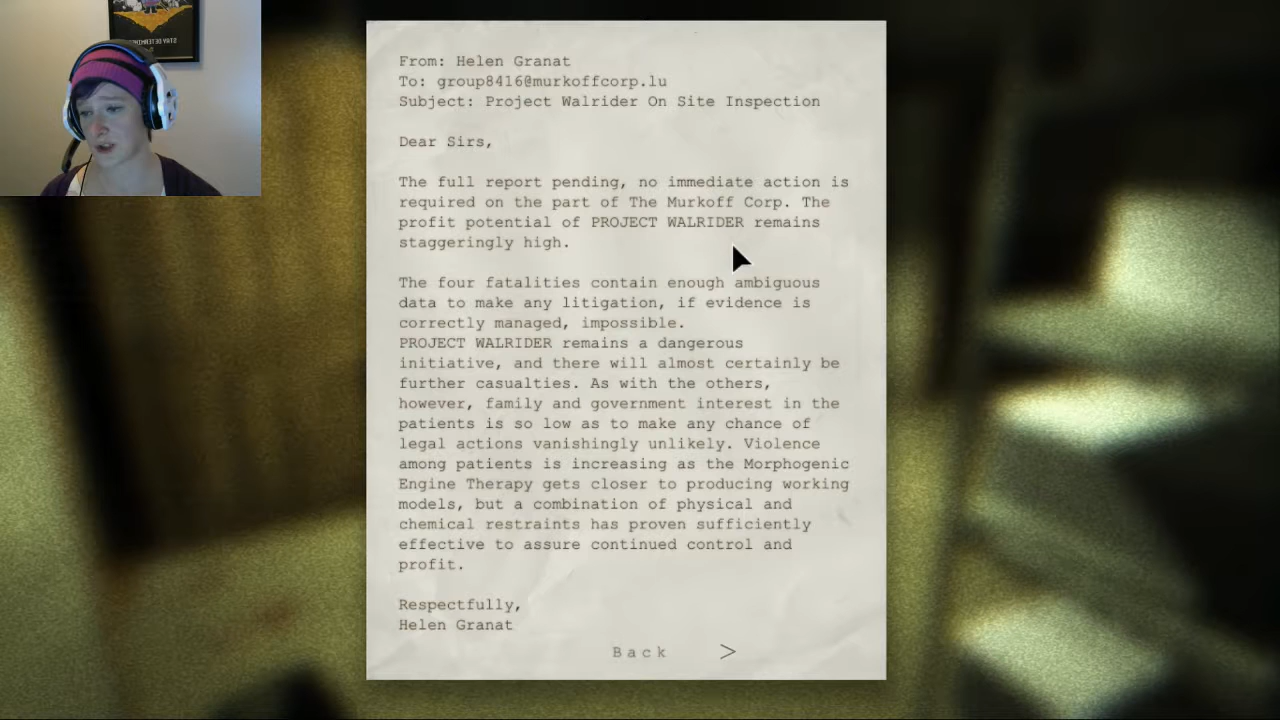 From: Helen Granat
To: group8416@murkoffcorp.lu
Subject: Project Walrider On Site Inspection
Dear Sirs,
The full report pending, no immediate action is
required on the part of The Murkoff Corp. The
profit potential of PROJECT WALRIDER remains
staggeringly high.
The four fatalities contain enough ambiguous
data to make any litigation, if evidence is
correctly managed, impossible.
PROJECT WALRIDER remains a dangerous
initiative, and there will almost certainly be
further casualties. As with the others,
however, family and government interest in the
patients is so low as to make any chance of
legal actions vanishingly unlikely. Violence
among patients is increasing as the Morphogenic
Engine Therapy gets closer to producing working
models, but a combination of physical and
chemical restraints has proven sufficiently
effective to assure continued control and
profit.
Respectfully,
Helen Granat
Back >